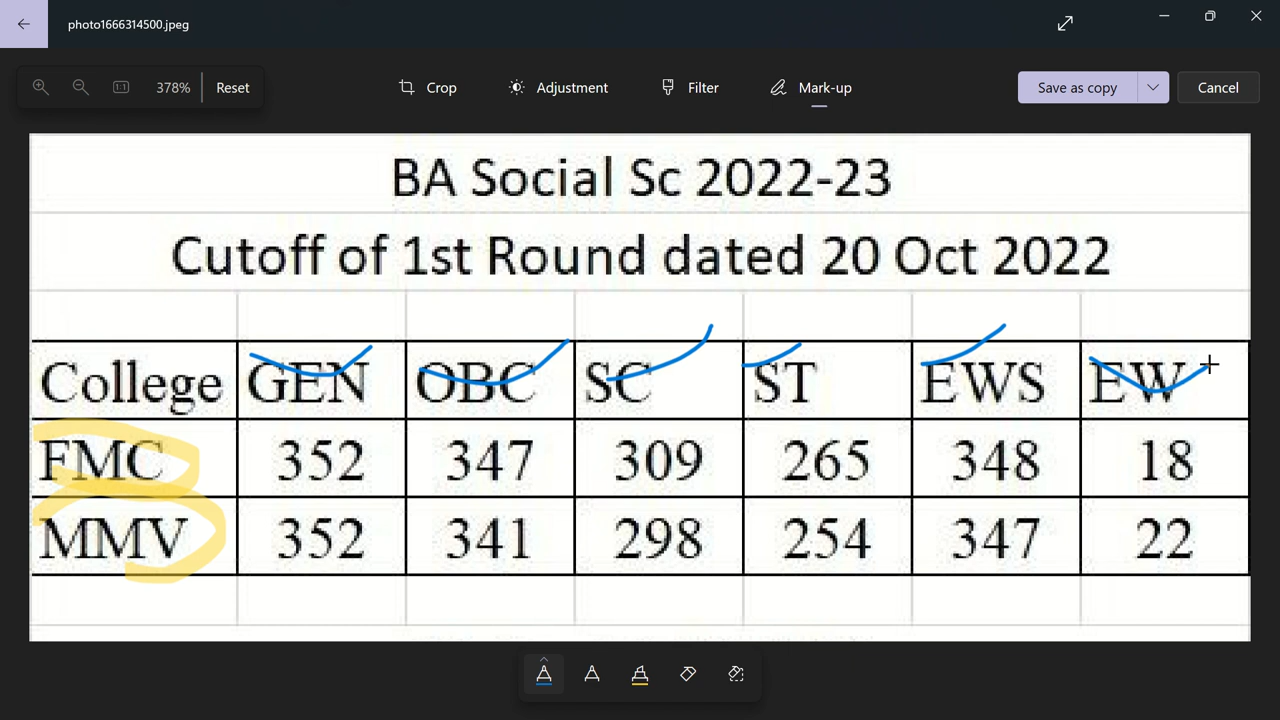 photo1666314500.jpeg
378% Reset Crop Adjustment Filter Mark-up Save as copy Cancel
BA Social Sc 2022-23
Cutoff of 1st Round dated 20 Oct 2022
College GEN OBC SC ST EWS EW
FMC 352 347 309 265 348 18
MMV 352 341 298 254 347 22